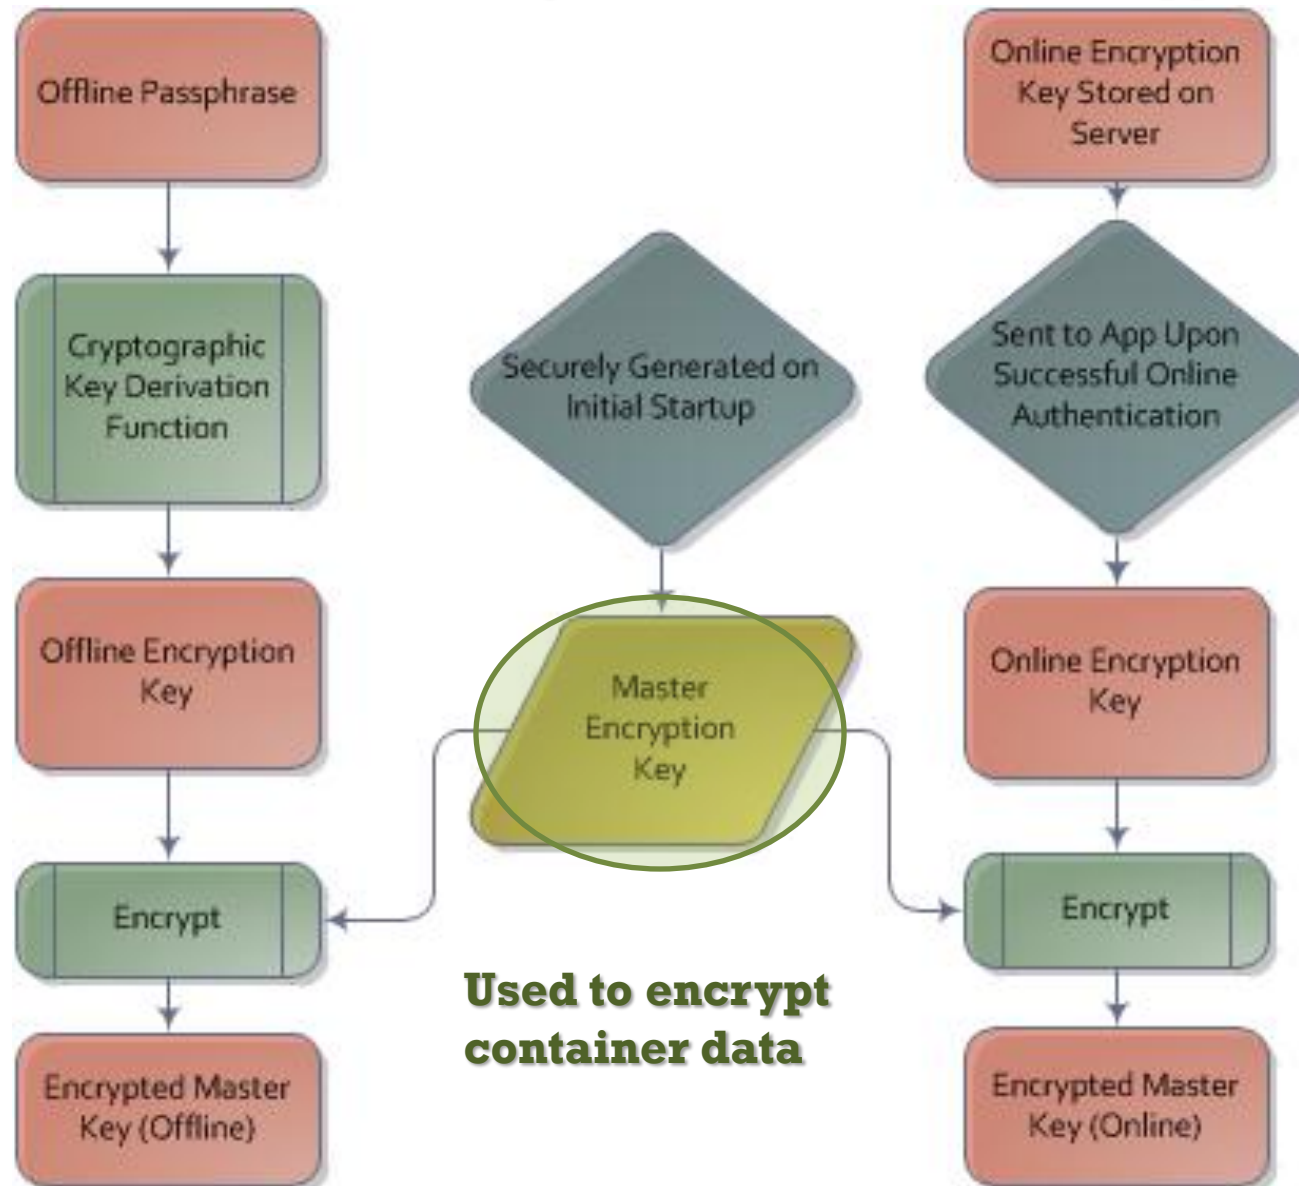 Offline Passphrase
Cryptographic
Key Derivation
Function
Offline Encryption
Key
Encrypt
Encrypted Master
Key (Offline)
Securely Generated on
Initial Startup
Master
Encryption
Key
Used to encrypt
container data
Online Encryption
Key Stored on
Server
Sent to App Upon
Successful Online
Authentication
Online Encryption
Key
Encrypt
Encrypted Master
Key (Online)